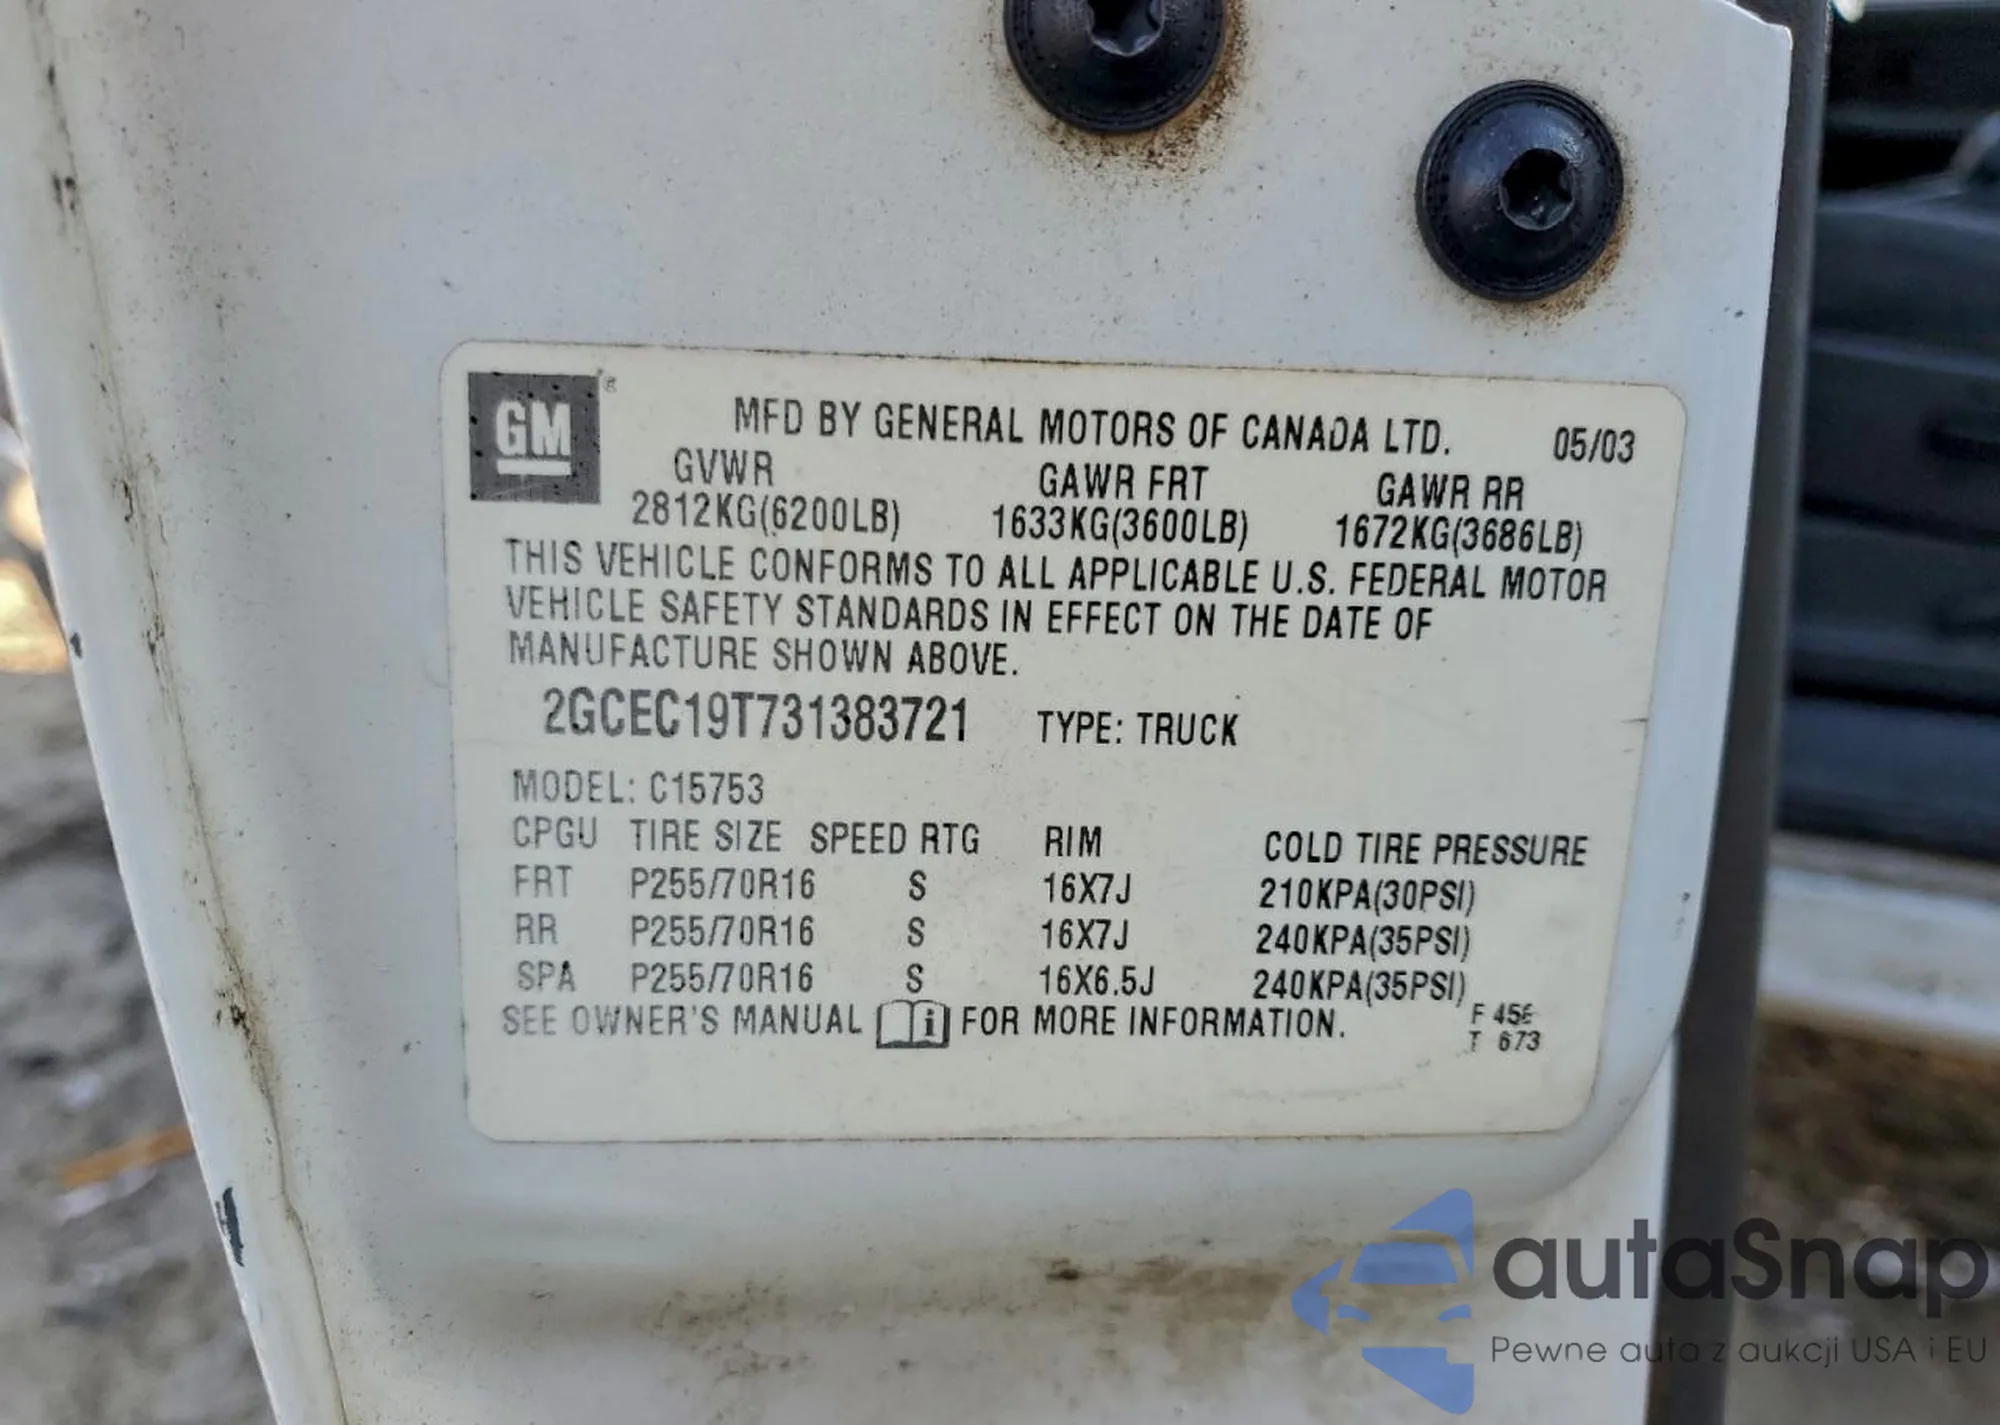 GM
MFD BY GENERAL MOTORS OF CANADA LTD. 05/03
GVWR GAWR FRT GAWR RR
2812KG(6200LB) 1633KG(3600LB) 1672KG(3686LB)
THIS VEHICLE CONFORMS TO ALL APPLICABLE U.S. FEDERAL MOTOR
VEHICLE SAFETY STANDARDS IN EFFECT ON THE DATE OF
MANUFACTURE SHOWN ABOVE.
2GCEC19T731383721 TYPE: TRUCK
MODEL: C15753
CPGU TIRE SIZE SPEED RTG RIM COLD TIRE PRESSURE
FRT P255/70R16 S 16X7J 210KPA(30PSI)
RR P255/70R16 S 16X7J 240KPA(35PSI)
SPA P255/70R16 S 16X6.5J 240KPA(35PSI)
SEE OWNER'S MANUAL i FOR MORE INFORMATION.
F 456
T 673
autaSnap
Pewne auta z aukcji USA i EU